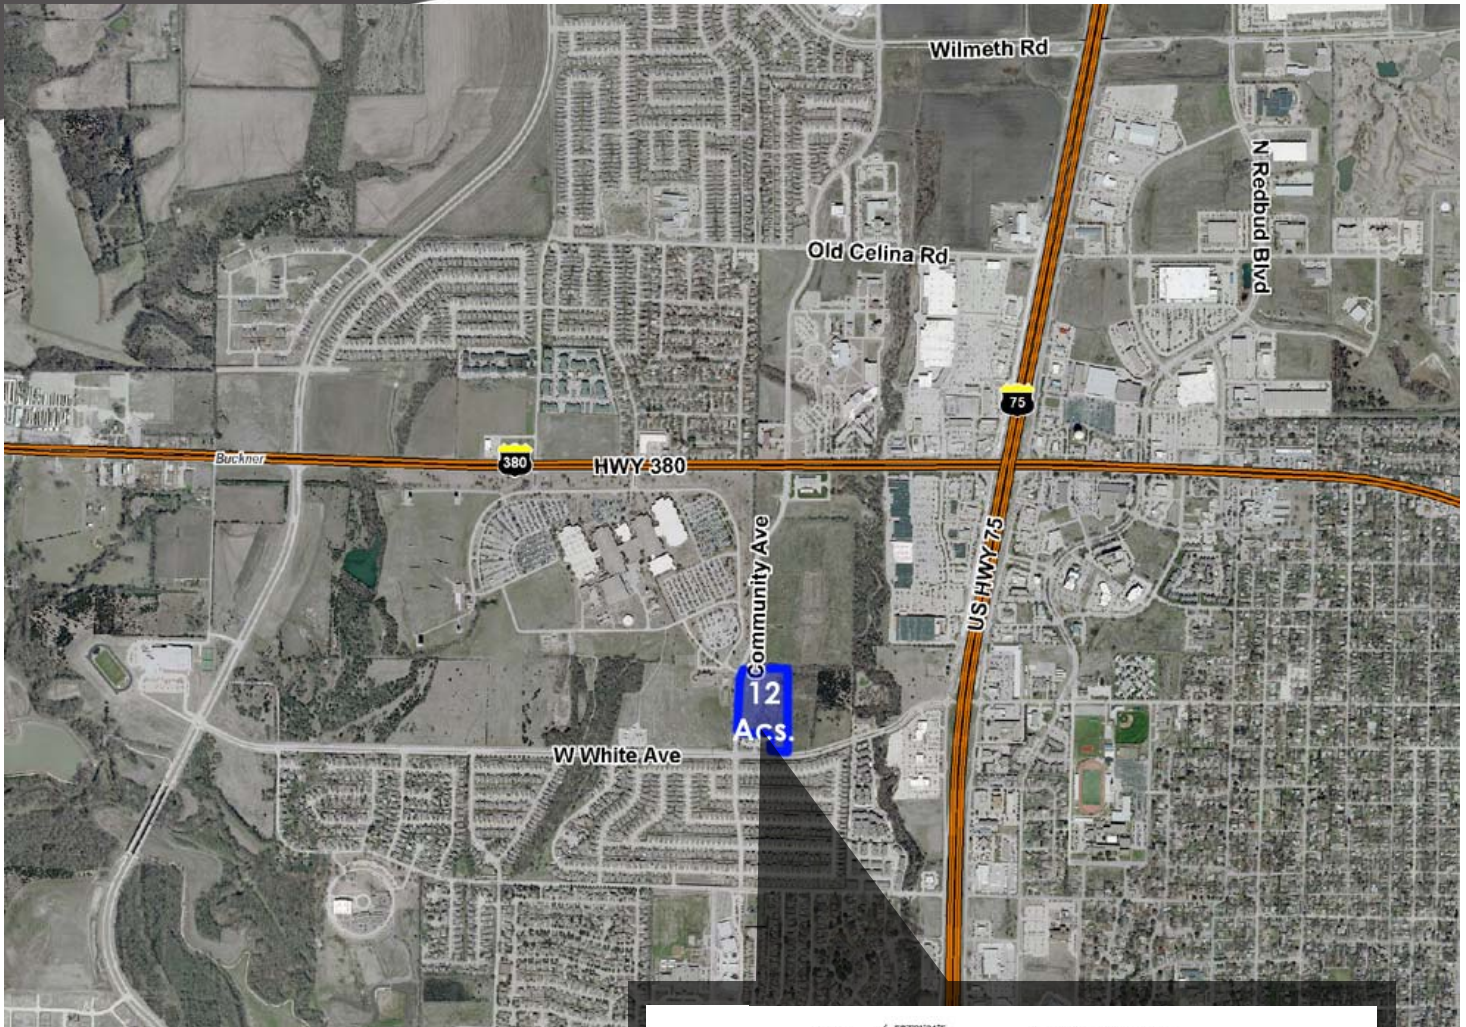 Wilmeth Rd
N Redbud Blvd
Old Celina Rd
75
Buckner
380
HWY 380
Community Ave
US HWY 75
12
Acs.
W White Ave